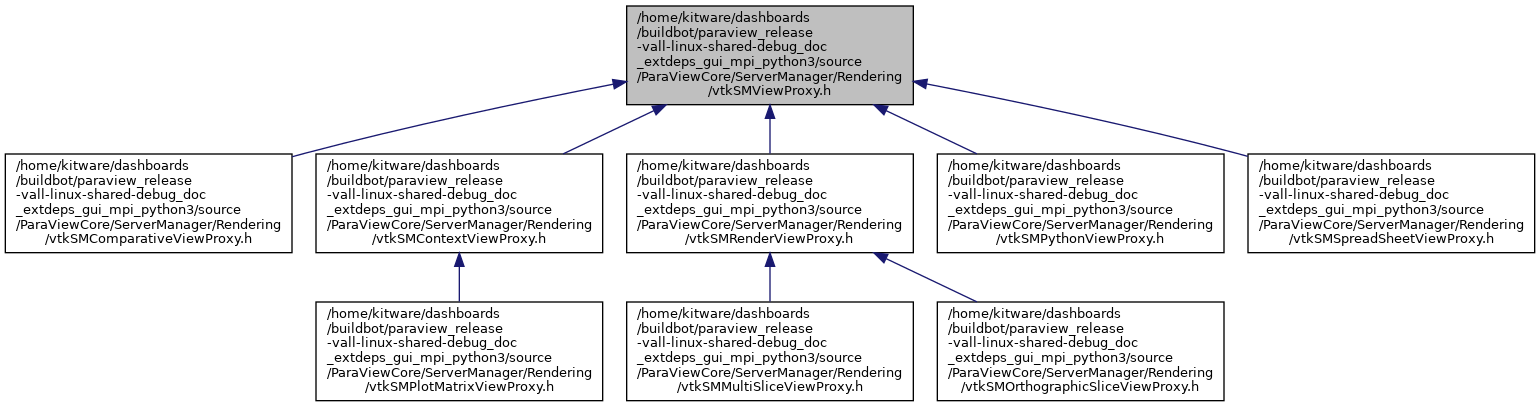 /home/kitware/dashboards
/buildbot/paraview_release
-vall-linux-shared-debug_doc
_extdeps_gui_mpi_python3/source
/ParaViewCore/ServerManager/Rendering
/vtkSMViewProxy.h
/home/kitware/dashboards
/buildbot/paraview_release
-vall-linux-shared-debug_doc
_extdeps_gui_mpi_python3/source
/ParaViewCore/ServerManager/Rendering
/vtkSMComparativeViewProxy.h
/home/kitware/dashboards
/buildbot/paraview_release
-vall-linux-shared-debug_doc
_extdeps_gui_mpi_python3/source
/ParaViewCore/ServerManager/Rendering
/vtkSMContextViewProxy.h
/home/kitware/dashboards
/buildbot/paraview_release
-vall-linux-shared-debug_doc
_extdeps_gui_mpi_python3/source
/ParaViewCore/ServerManager/Rendering
/vtkSMRenderViewProxy.h
/home/kitware/dashboards
/buildbot/paraview_release
-vall-linux-shared-debug_doc
_extdeps_gui_mpi_python3/source
/ParaViewCore/ServerManager/Rendering
/vtkSMPythonViewProxy.h
/home/kitware/dashboards
/buildbot/paraview_release
-vall-linux-shared-debug_doc
_extdeps_gui_mpi_python3/source
/ParaViewCore/ServerManager/Rendering
/vtkSMSpreadSheetViewProxy.h
/home/kitware/dashboards
/buildbot/paraview_release
-vall-linux-shared-debug_doc
_extdeps_gui_mpi_python3/source
/ParaViewCore/ServerManager/Rendering
/vtkSMPlotMatrixViewProxy.h
/home/kitware/dashboards
/buildbot/paraview_release
-vall-linux-shared-debug_doc
_extdeps_gui_mpi_python3/source
/ParaViewCore/ServerManager/Rendering
/vtkSMMultiSliceViewProxy.h
/home/kitware/dashboards
/buildbot/paraview_release
-vall-linux-shared-debug_doc
_extdeps_gui_mpi_python3/source
/ParaViewCore/ServerManager/Rendering
/vtkSMOrthographicSliceViewProxy.h